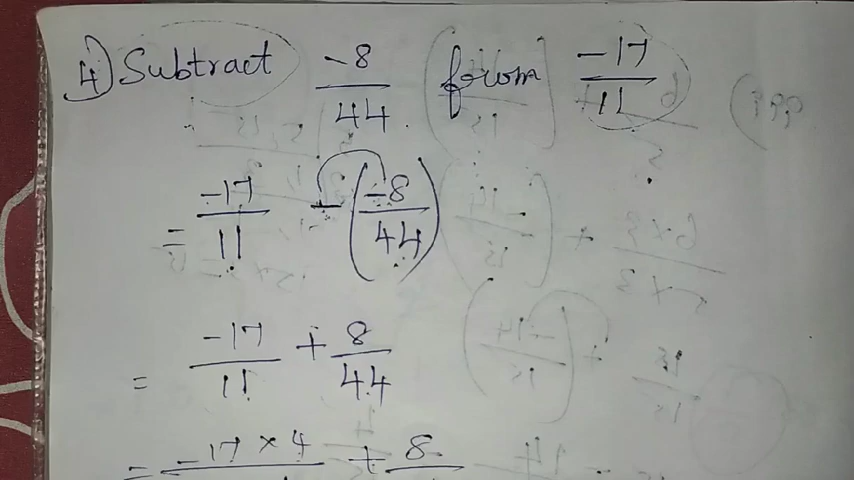 4) Subtract -8/44 from -17/11
= -17/11 - (-8/44)
= -17/11 + 8/44
= -17 × 4 + 8